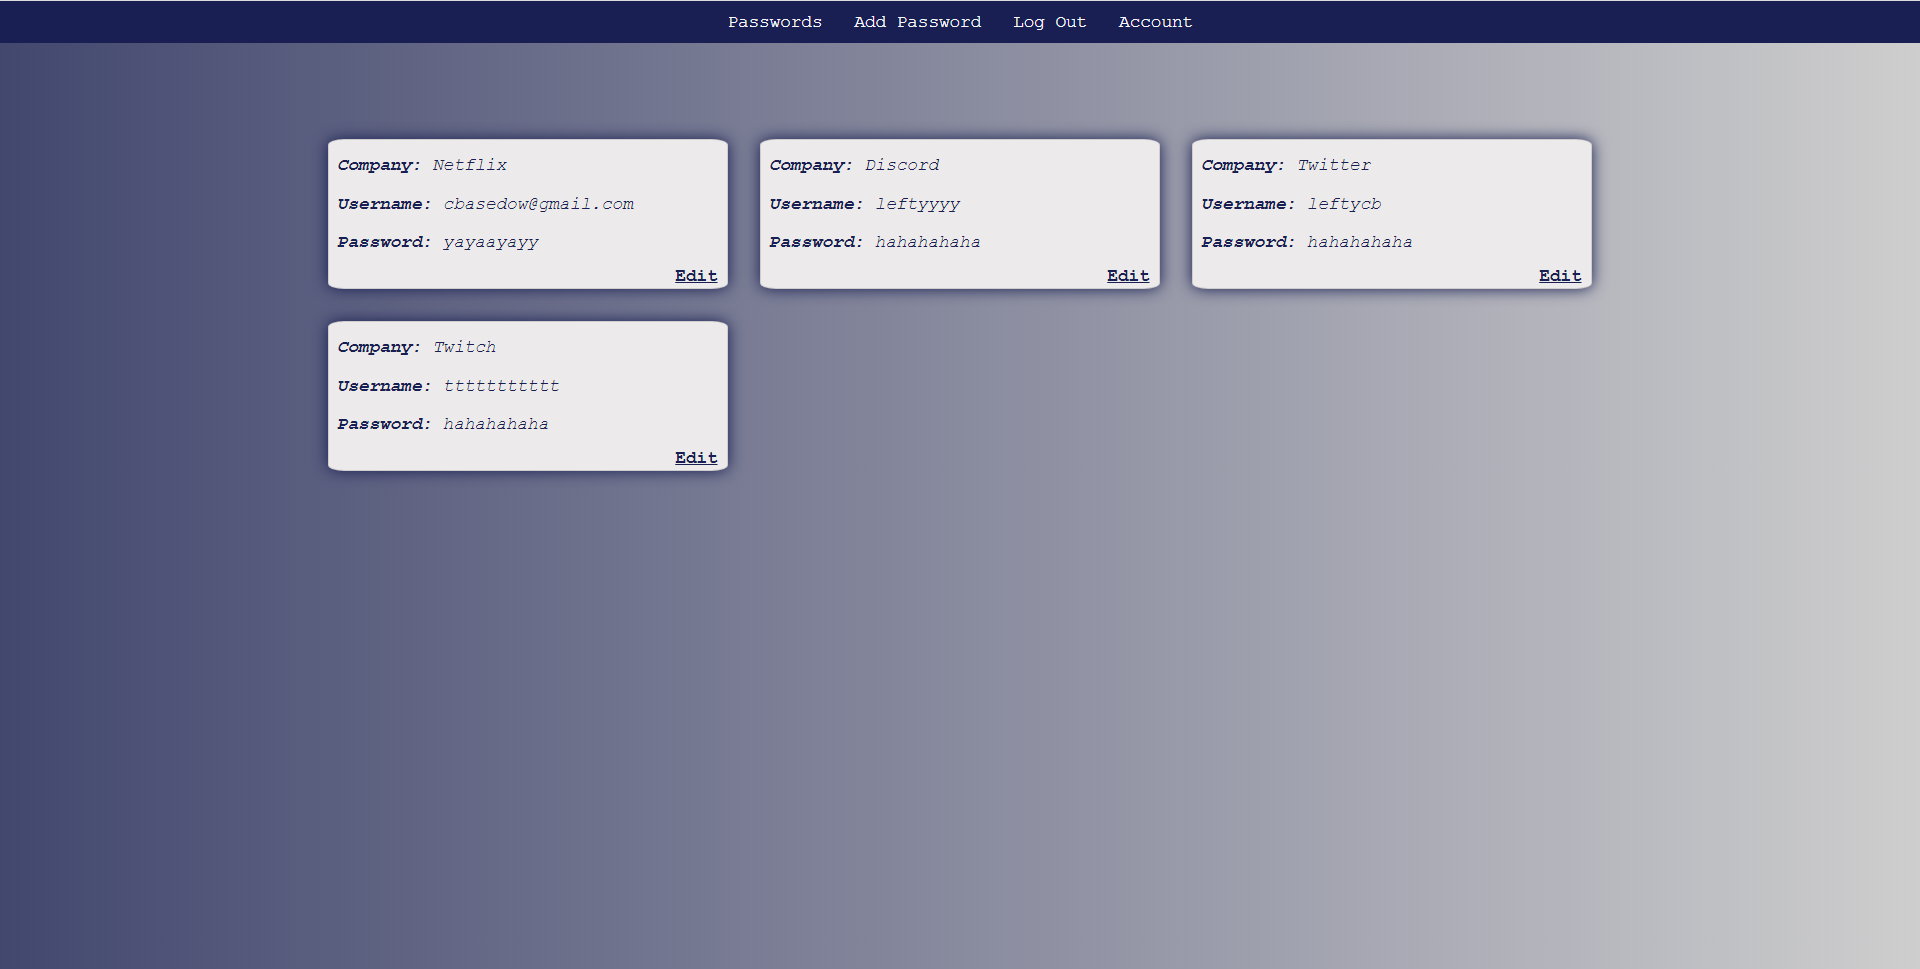 Passwords Add Password Log Out Account
Company: Netflix
Username: cbasedow@gmail.com
Password: yayaayayy
Edit
Company: Discord
Username: leftyyyy
Password: hahahahaha
Edit
Company: Twitter
Username: leftycb
Password: hahahahaha
Edit
Company: Twitch
Username: ttttttttttt
Password: hahahahaha
Edit